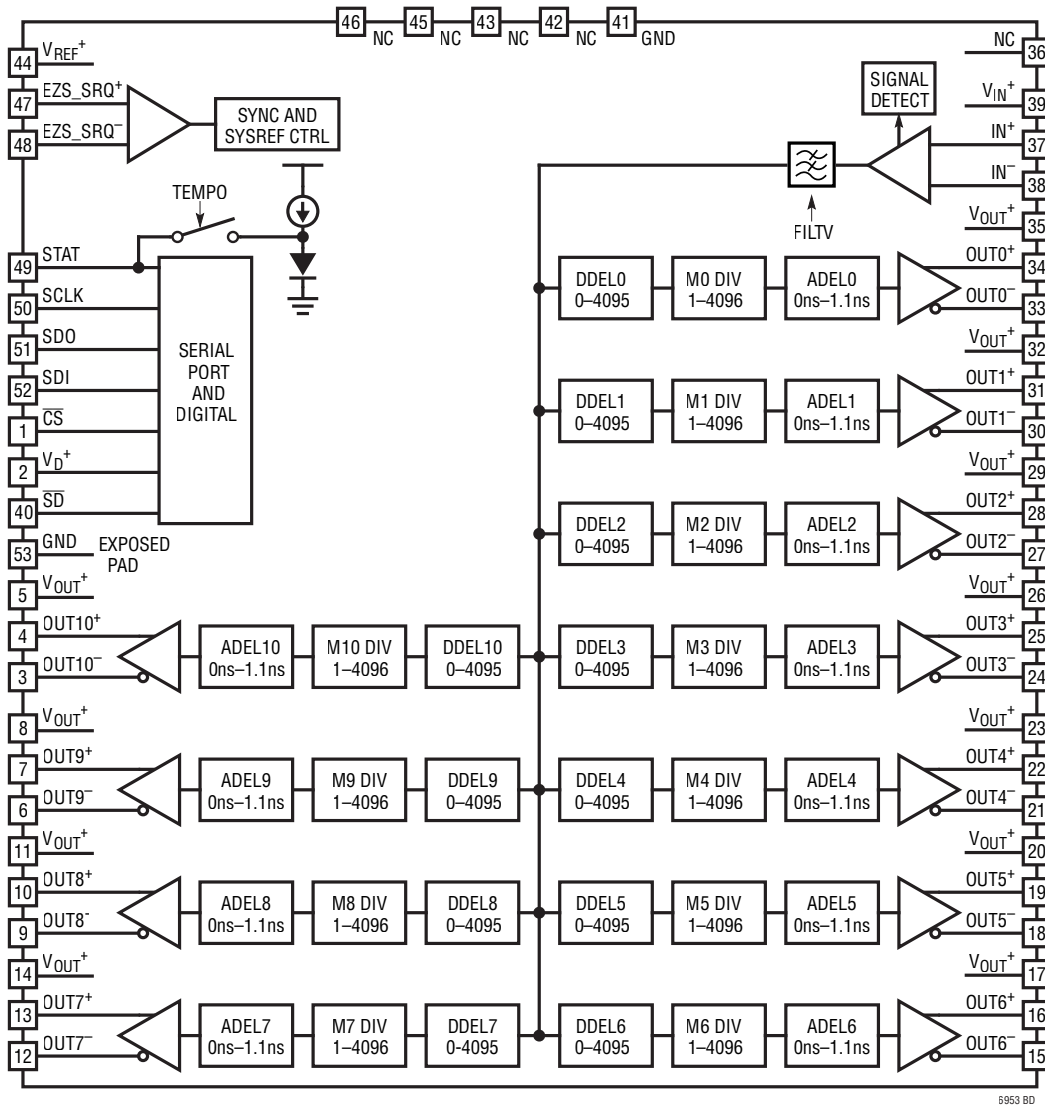 46 NC 45 NC 43 NC 42 NC 41 GND
44 VREF+
47 EZS_SRQ+
48 EZS_SRQ–
SYNC AND
SYSREF CTRL
TEMPO
49 STAT
50 SCLK
51 SDO
52 SDI
1 C̅S̅
2 VD+
40 S̅D̅
53 GND EXPOSED
PAD
SERIAL
PORT
AND
DIGITAL
5 VOUT+
4 OUT10+
3 OUT10–
ADEL10
0ns–1.1ns
M10 DIV
1–4096
DDEL10
0–4095
8 VOUT+
7 OUT9+
6 OUT9–
ADEL9
0ns–1.1ns
M9 DIV
1–4096
DDEL9
0–4095
11 VOUT+
10 OUT8+
9 OUT8-
ADEL8
0ns–1.1ns
M8 DIV
1–4096
DDEL8
0–4095
14 VOUT+
13 OUT7+
12 OUT7–
ADEL7
0ns–1.1ns
M7 DIV
1–4096
DDEL7
0-4095
NC 36
SIGNAL
DETECT
VIN+ 39
IN+ 37
IN– 38
FILTV
VOUT+ 35
DDEL0
0–4095
M0 DIV
1–4096
ADEL0
0ns–1.1ns
OUT0+ 34
OUT0– 33
VOUT+ 32
DDEL1
0–4095
M1 DIV
1–4096
ADEL1
0ns–1.1ns
OUT1+ 31
OUT1– 30
VOUT+ 29
DDEL2
0–4095
M2 DIV
1–4096
ADEL2
0ns–1.1ns
OUT2+ 28
OUT2– 27
VOUT+ 26
DDEL3
0–4095
M3 DIV
1–4096
ADEL3
0ns–1.1ns
OUT3+ 25
OUT3– 24
VOUT+ 23
DDEL4
0–4095
M4 DIV
1–4096
ADEL4
0ns–1.1ns
OUT4+ 22
OUT4– 21
VOUT+ 20
DDEL5
0–4095
M5 DIV
1–4096
ADEL5
0ns–1.1ns
OUT5+ 19
OUT5– 18
VOUT+ 17
DDEL6
0–4095
M6 DIV
1–4096
ADEL6
0ns–1.1ns
OUT6+ 16
OUT6– 15
6953 BD